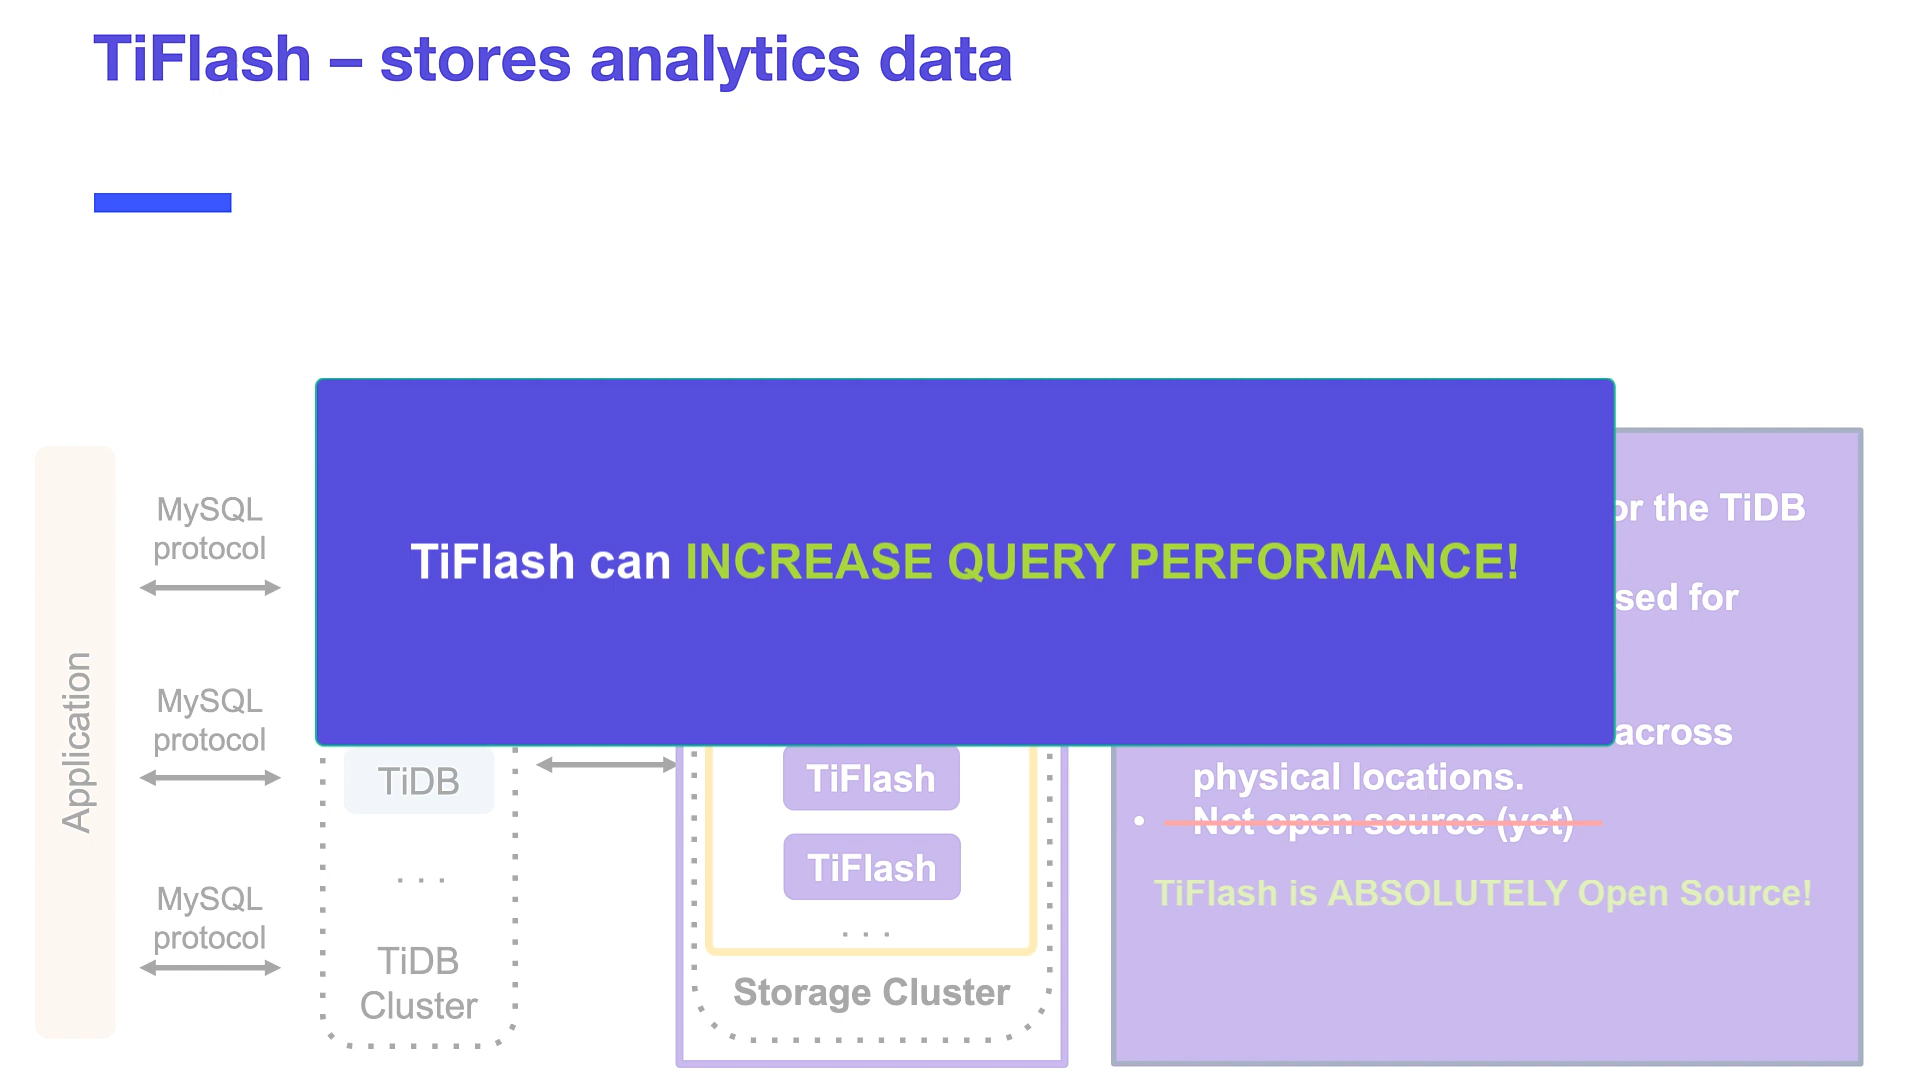 TiFlash – stores analytics data
Application
MySQL
protocol
MySQL
protocol
MySQL
protocol
TiFlash can INCREASE QUERY PERFORMANCE!
TiDB
. . .
TiDB
Cluster
TiFlash
TiFlash
. . .
Storage Cluster
the TiDB
for
across
physical locations.
• Not open source (yet)
TiFlash is ABSOLUTELY Open Source!